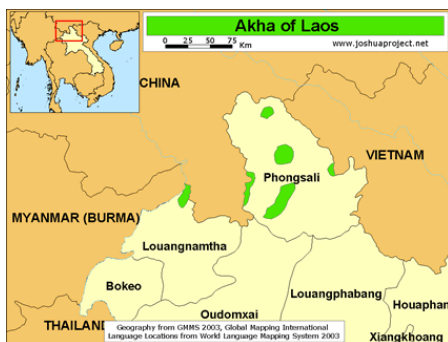 Akha of Laos
0 25 50 75
Km
www.joshuaproject.net
CHINA
VIETNAM
Phongsali
MYANMAR (BURMA)
Louangnamtha
Bokeo
Louangphabang
Houaphan
Oudomxai
THAILAND
Xiangkhoang
Geography from GMMS 2003, Global Mapping International
Language Locations from World Language Mapping System 2003